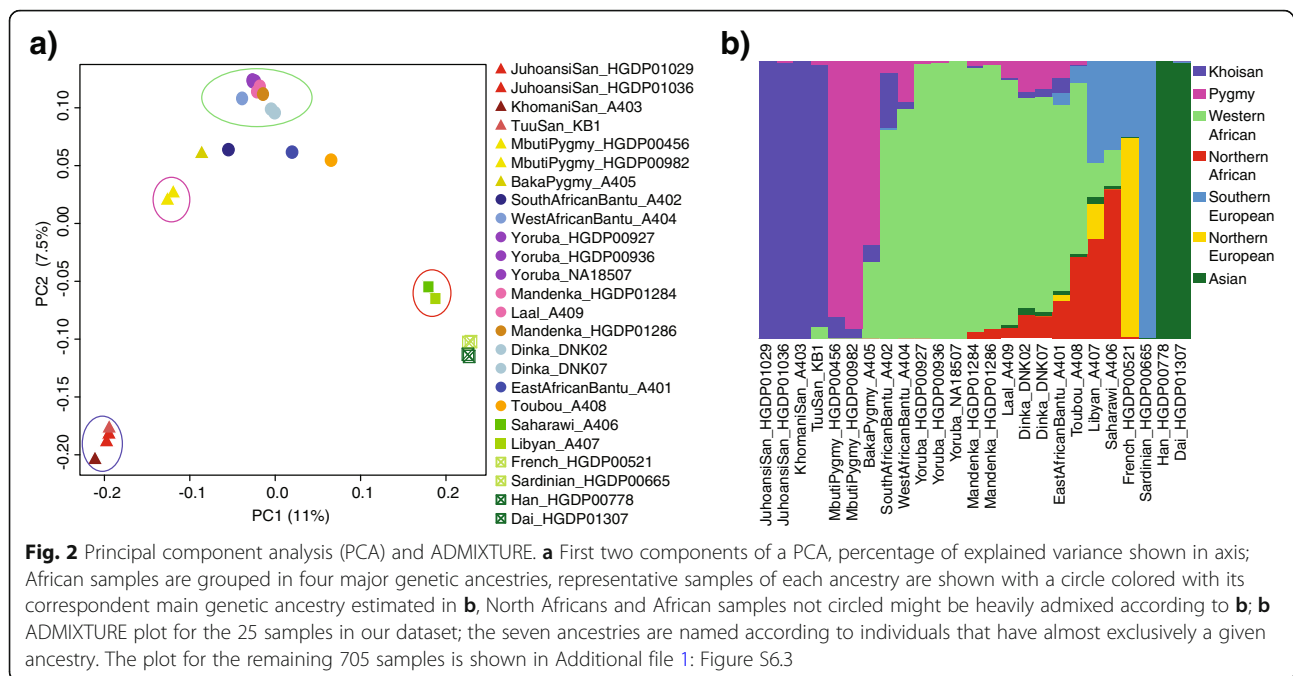 a)
PC2 (7.5%)
0.10
0.05
0.00
-0.05
-0.10
-0.15
-0.20
-0.2
-0.1
0.0
0.1
0.2
PC1 (11%)
JuhoansiSan_HGDP01029
JuhoansiSan_HGDP01036
KhomaniSan_A403
TuuSan_KB1
MbutiPygmy_HGDP00456
MbutiPygmy_HGDP00982
BakaPygmy_A405
SouthAfricanBantu_A402
WestAfricanBantu_A404
Yoruba_HGDP00927
Yoruba_HGDP00936
Yoruba_NA18507
Mandenka_HGDP01284
Laal_A409
Mandenka_HGDP01286
Dinka_DNK02
Dinka_DNK07
EastAfricanBantu_A401
Toubou_A408
Saharawi_A406
Libyan_A407
French_HGDP00521
Sardinian_HGDP00665
Han_HGDP00778
Dai_HGDP01307
b)
JuhoansiSan_HGDP01029
JuhoansiSan_HGDP01036
KhomaniSan_A403
TuuSan_KB1
MbutiPygmy_HGDP00456
MbutiPygmy_HGDP00982
BakaPygmy_A405
SouthAfricanBantu_A402
WestAfricanBantu_A404
Yoruba_HGDP00927
Yoruba_HGDP00936
Yoruba_NA18507
Mandenka_HGDP01284
Mandenka_HGDP01286
Laal_A409
Dinka_DNK02
Dinka_DNK07
EastAfricanBantu_A401
Toubou_A408
Libyan_A407
Saharawi_A406
French_HGDP00521
Sardinian_HGDP00665
Han_HGDP00778
Dai_HGDP01307
Khoisan
Pygmy
Western
African
Northern
African
Southern
European
Northern
European
Asian
Fig. 2 Principal component analysis (PCA) and ADMIXTURE. a First two components of a PCA, percentage of explained variance shown in axis;
African samples are grouped in four major genetic ancestries, representative samples of each ancestry are shown with a circle colored with its
correspondent main genetic ancestry estimated in b, North Africans and African samples not circled might be heavily admixed according to b; b
ADMIXTURE plot for the 25 samples in our dataset; the seven ancestries are named according to individuals that have almost exclusively a given
ancestry. The plot for the remaining 705 samples is shown in Additional file 1: Figure S6.3